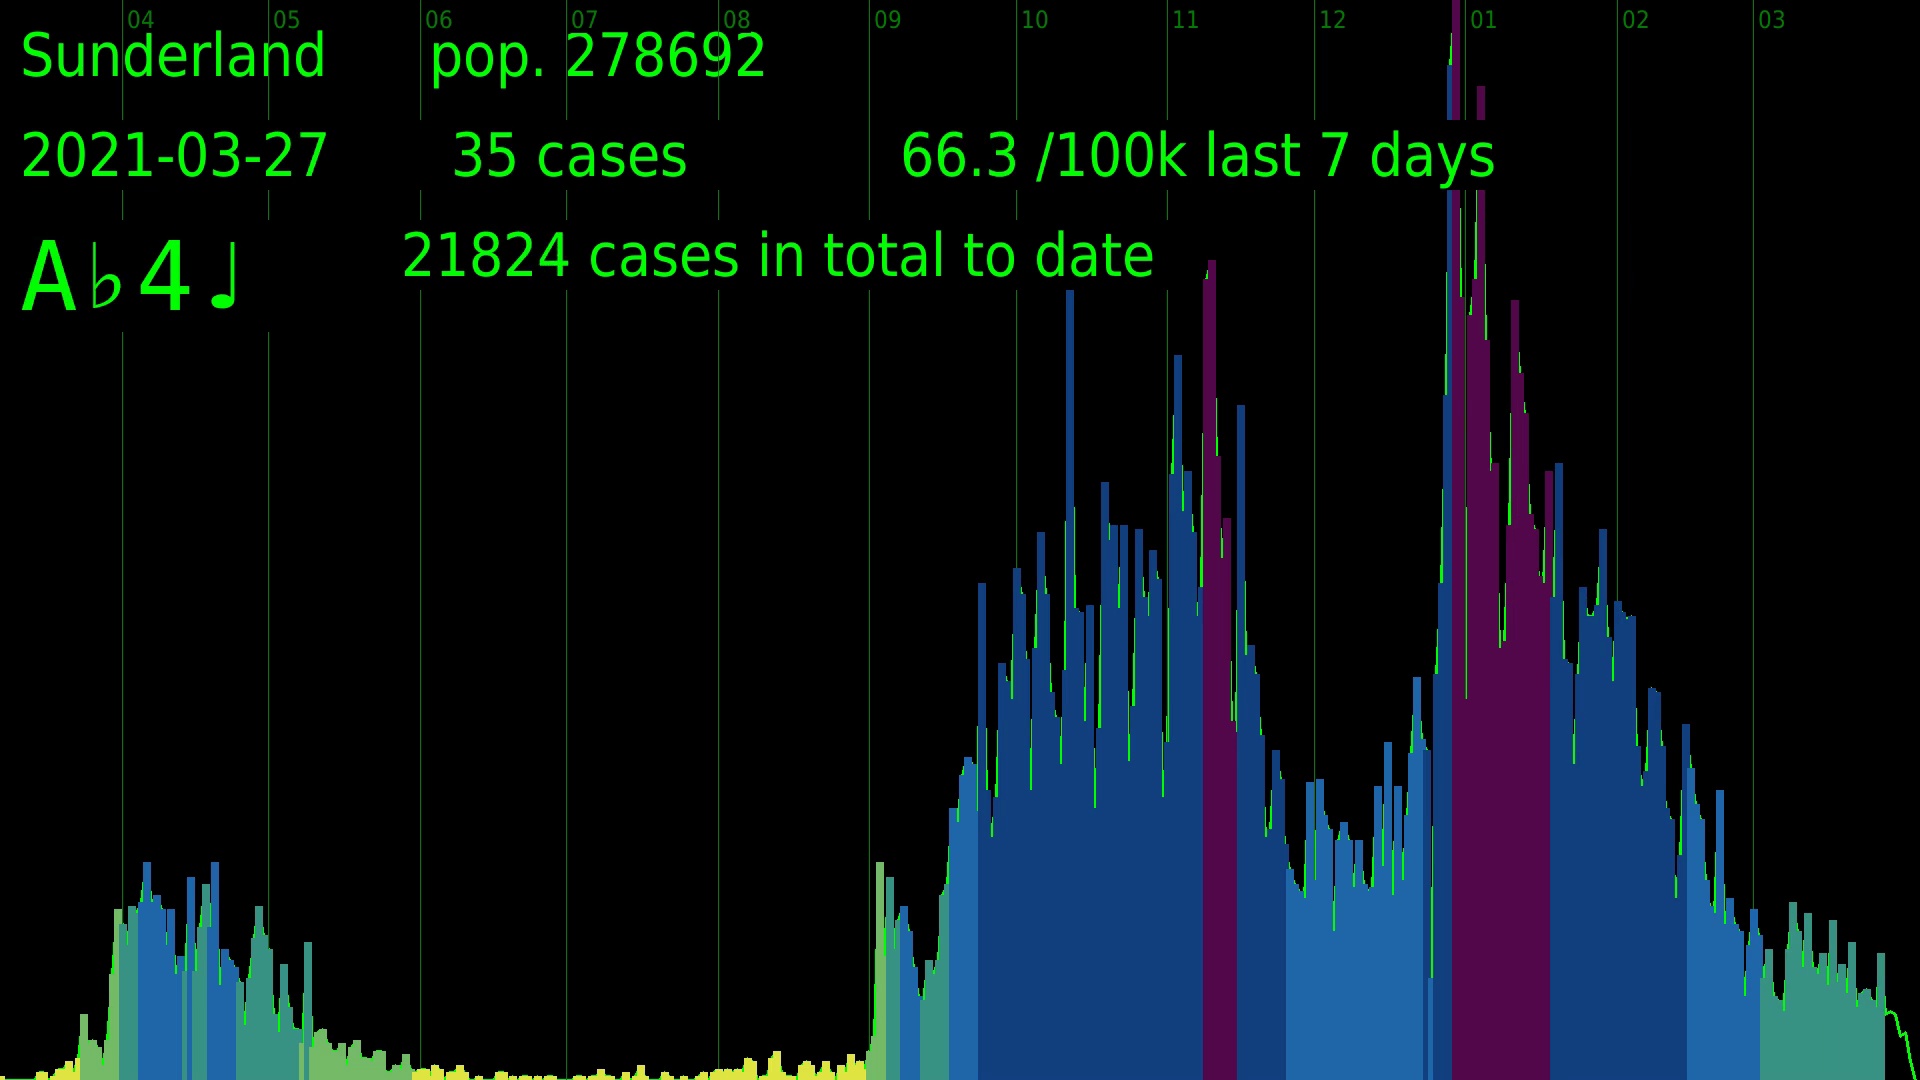 04 05 06 07 08 09 10 11 12 01 02 03
Sunderland pop. 278692
2021-03-27 35 cases 66.3 /100k last 7 days
A♭4♩ 21824 cases in total to date